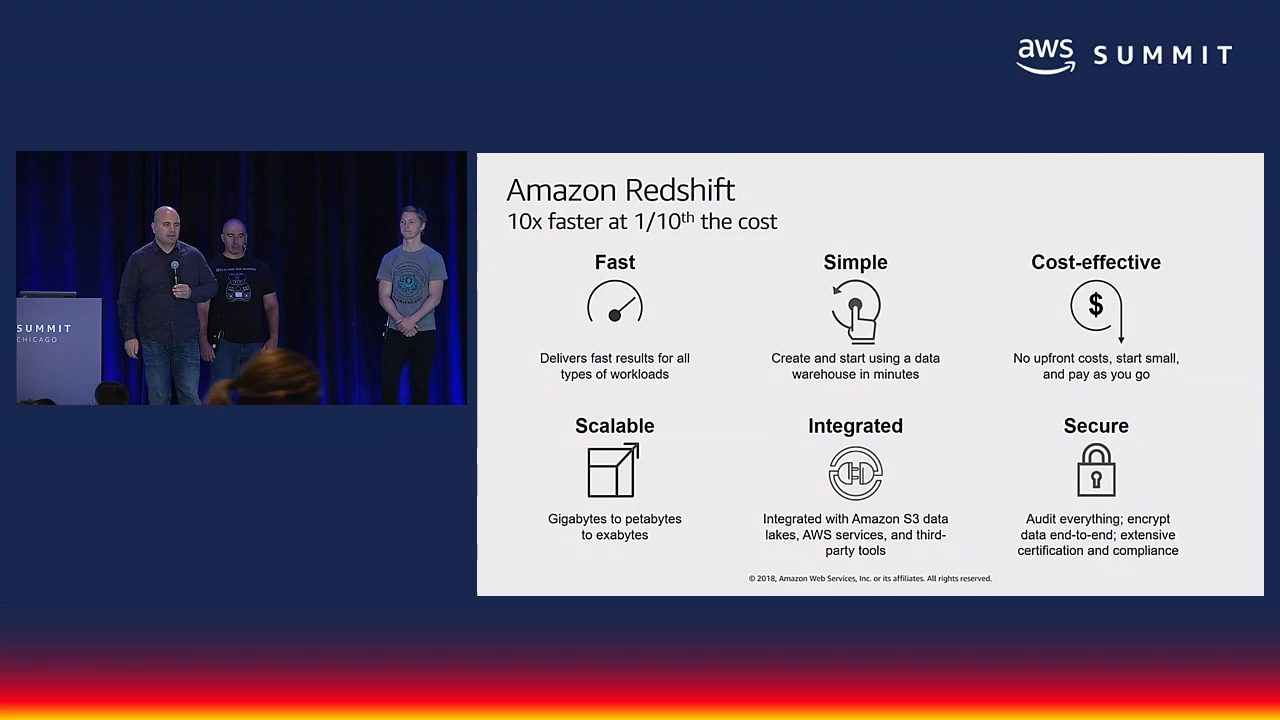 aws SUMMIT
SUMMIT
CHICAGO
Amazon Redshift
10x faster at 1/10th the cost
Fast
Delivers fast results for all
types of workloads
Simple
Create and start using a data
warehouse in minutes
Cost-effective
$
No upfront costs, start small,
and pay as you go
Scalable
Gigabytes to petabytes
to exabytes
Integrated
Integrated with Amazon S3 data
lakes, AWS services, and third-
party tools
Secure
Audit everything; encrypt
data end-to-end; extensive
certification and compliance
© 2018, Amazon Web Services, Inc. or its affiliates. All rights reserved.